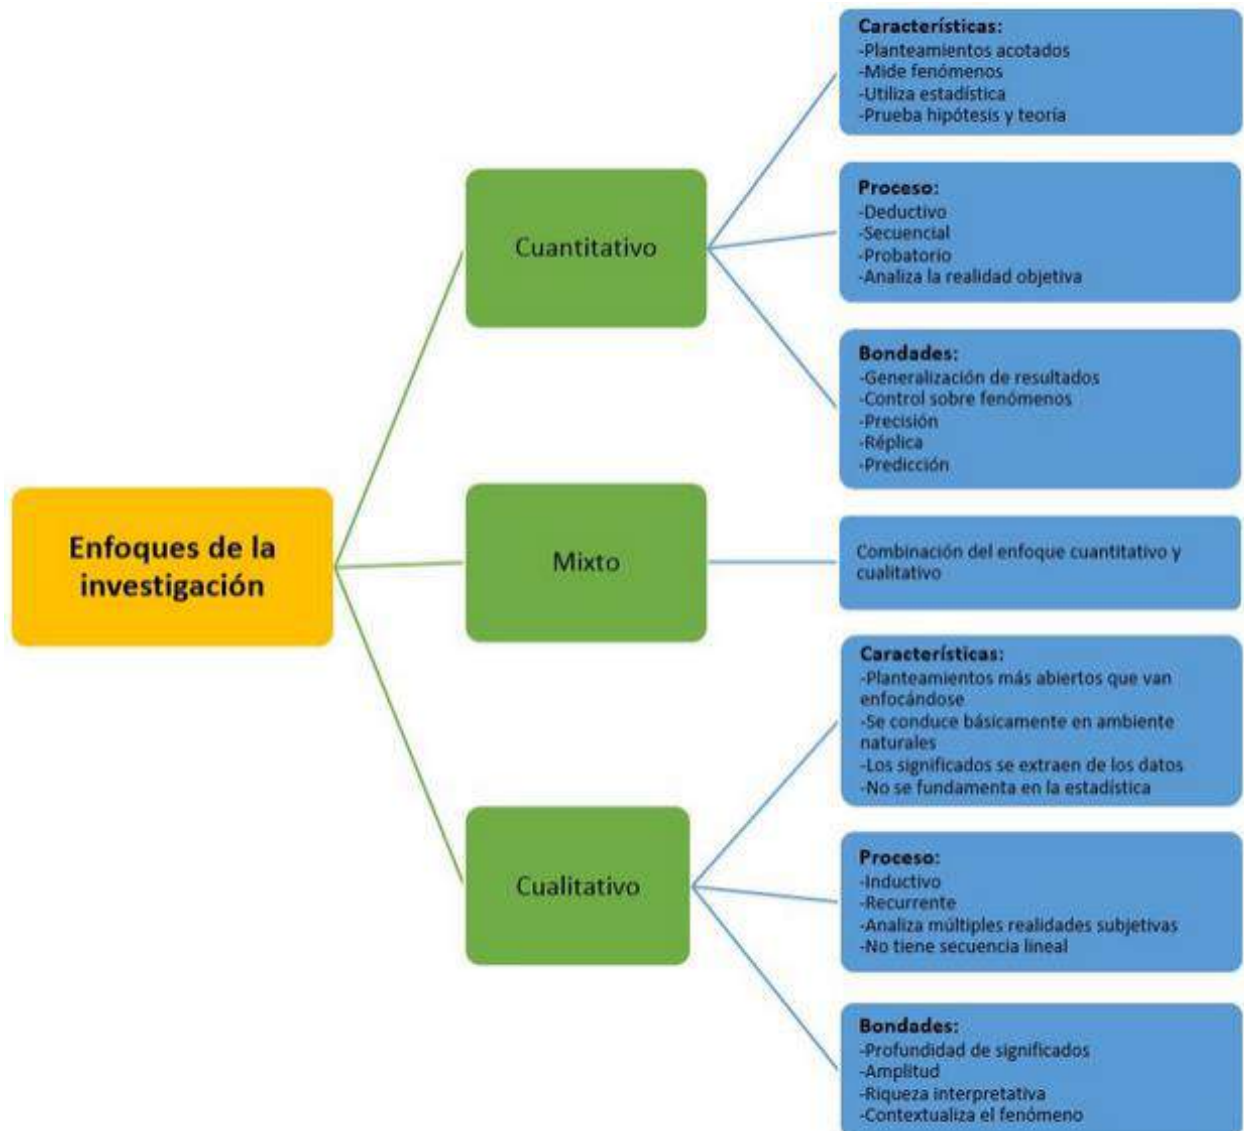 Enfoques de la
investigación
Cuantitativo
Características:
-Planteamientos acotados
-Mide fenómenos
-Utiliza estadística
-Prueba hipótesis y teoría
Proceso:
-Deductivo
-Secuencial
-Probatorio
-Analiza la realidad objetiva
Bondades:
-Generalización de resultados
-Control sobre fenómenos
-Precisión
-Réplica
-Predicción
Mixto
Combinación del enfoque cuantitativo y
cualitativo
Cualitativo
Características:
-Planteamientos más abiertos que van
enfocándose
-Se conduce básicamente en ambiente
naturales
-Los significados se extraen de los datos
-No se fundamenta en la estadística
Proceso:
-Inductivo
-Recurrente
-Analiza múltiples realidades subjetivas
-No tiene secuencia lineal
Bondades:
-Profundidad de significados
-Amplitud
-Riqueza interpretativa
-Contextualiza el fenómeno